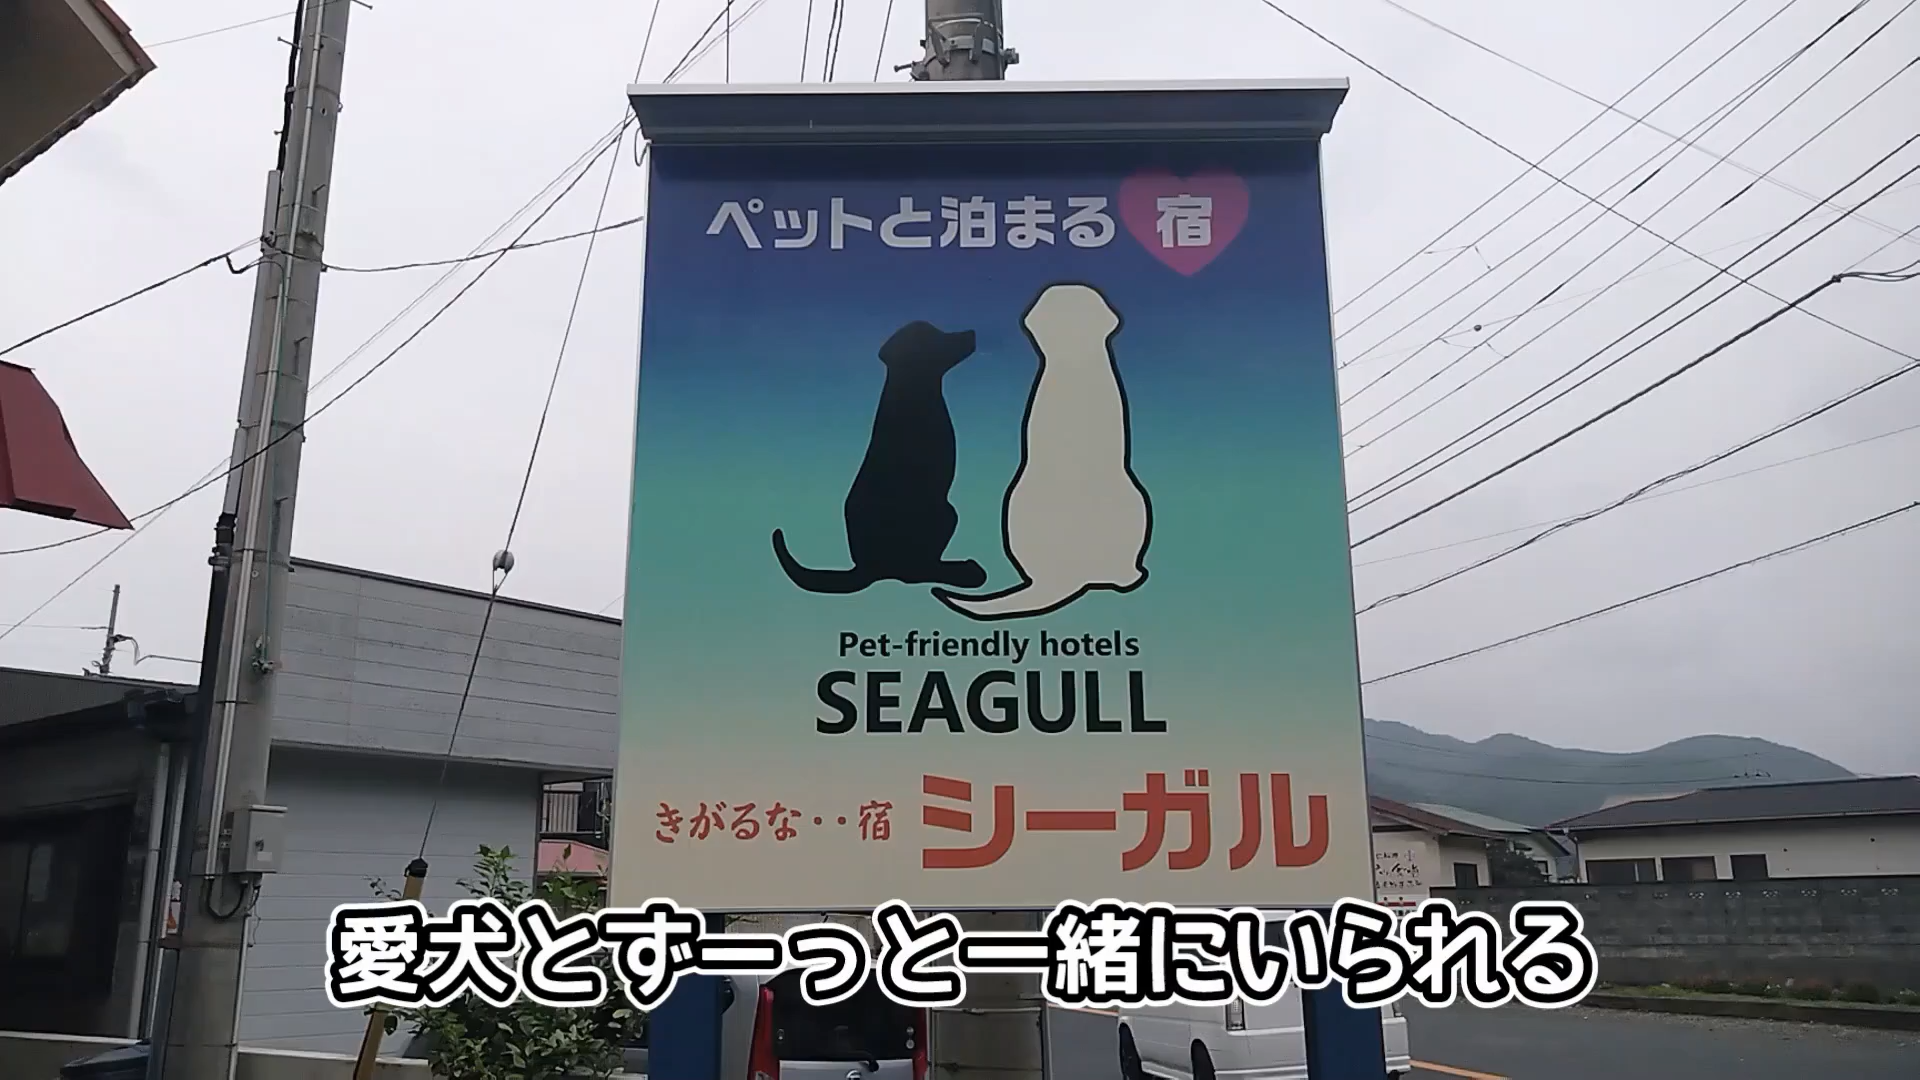 ペットと泊まる宿
Pet-friendly hotels
SEAGULL
きがるな‥宿 シーガル
愛犬とずーっと一緒にいられる